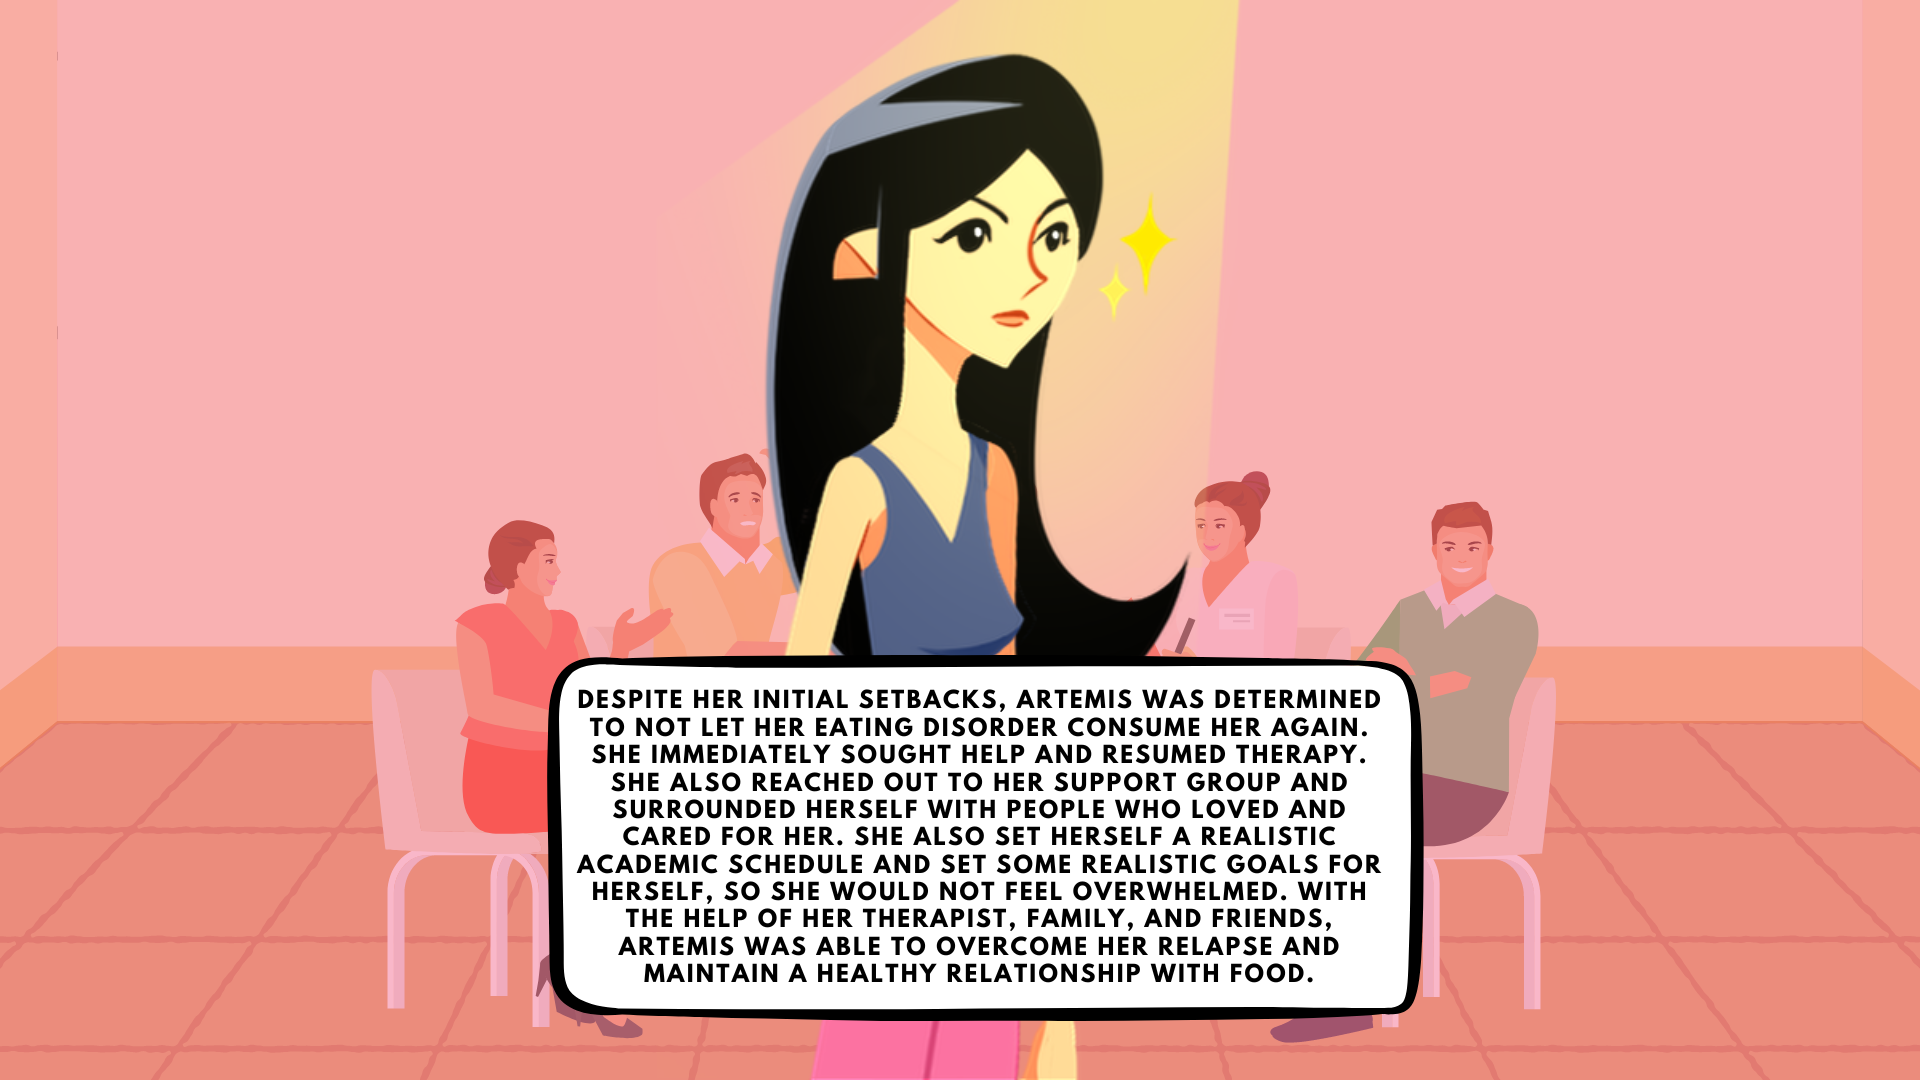 DESPITE HER INITIAL SETBACKS, ARTEMIS WAS DETERMINED
TO NOT LET HER EATING DISORDER CONSUME HER AGAIN.
SHE IMMEDIATELY SOUGHT HELP AND RESUMED THERAPY.
SHE ALSO REACHED OUT TO HER SUPPORT GROUP AND
SURROUNDED HERSELF WITH PEOPLE WHO LOVED AND
CARED FOR HER. SHE ALSO SET HERSELF A REALISTIC
ACADEMIC SCHEDULE AND SET SOME REALISTIC GOALS FOR
HERSELF, SO SHE WOULD NOT FEEL OVERWHELMED. WITH
THE HELP OF HER THERAPIST, FAMILY, AND FRIENDS,
ARTEMIS WAS ABLE TO OVERCOME HER RELAPSE AND
MAINTAIN A HEALTHY RELATIONSHIP WITH FOOD.